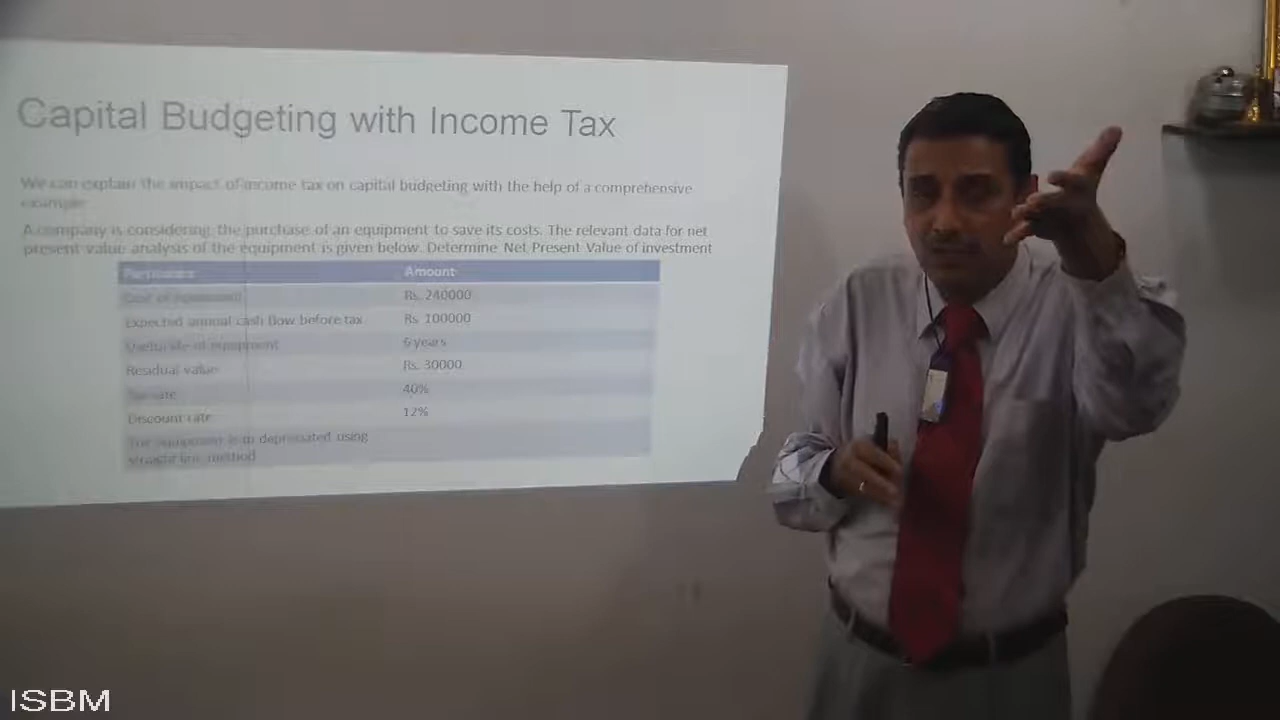 Capital Budgeting with Income Tax
We can explain the impact of income tax on capital budgeting with the help of a comprehensive
example
A company is considering the purchase of an equipment to save its costs. The relevant data for net
present value analysis of the equipment is given below. Determine Net Present Value of investment
Particulars Amount
Cost of equipment Rs. 240000
Expected annual cash flow before tax Rs 100000
Useful life of equipment years
Residual value Rs. 30000
Tax rate 40%
Discount rate 12%
The equipment is depreciated using
straight line method
ISBM